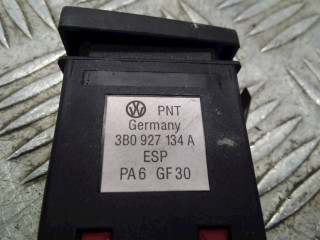 PNT
Germany
3B0 927 134 A
ESP
PA6 GF30